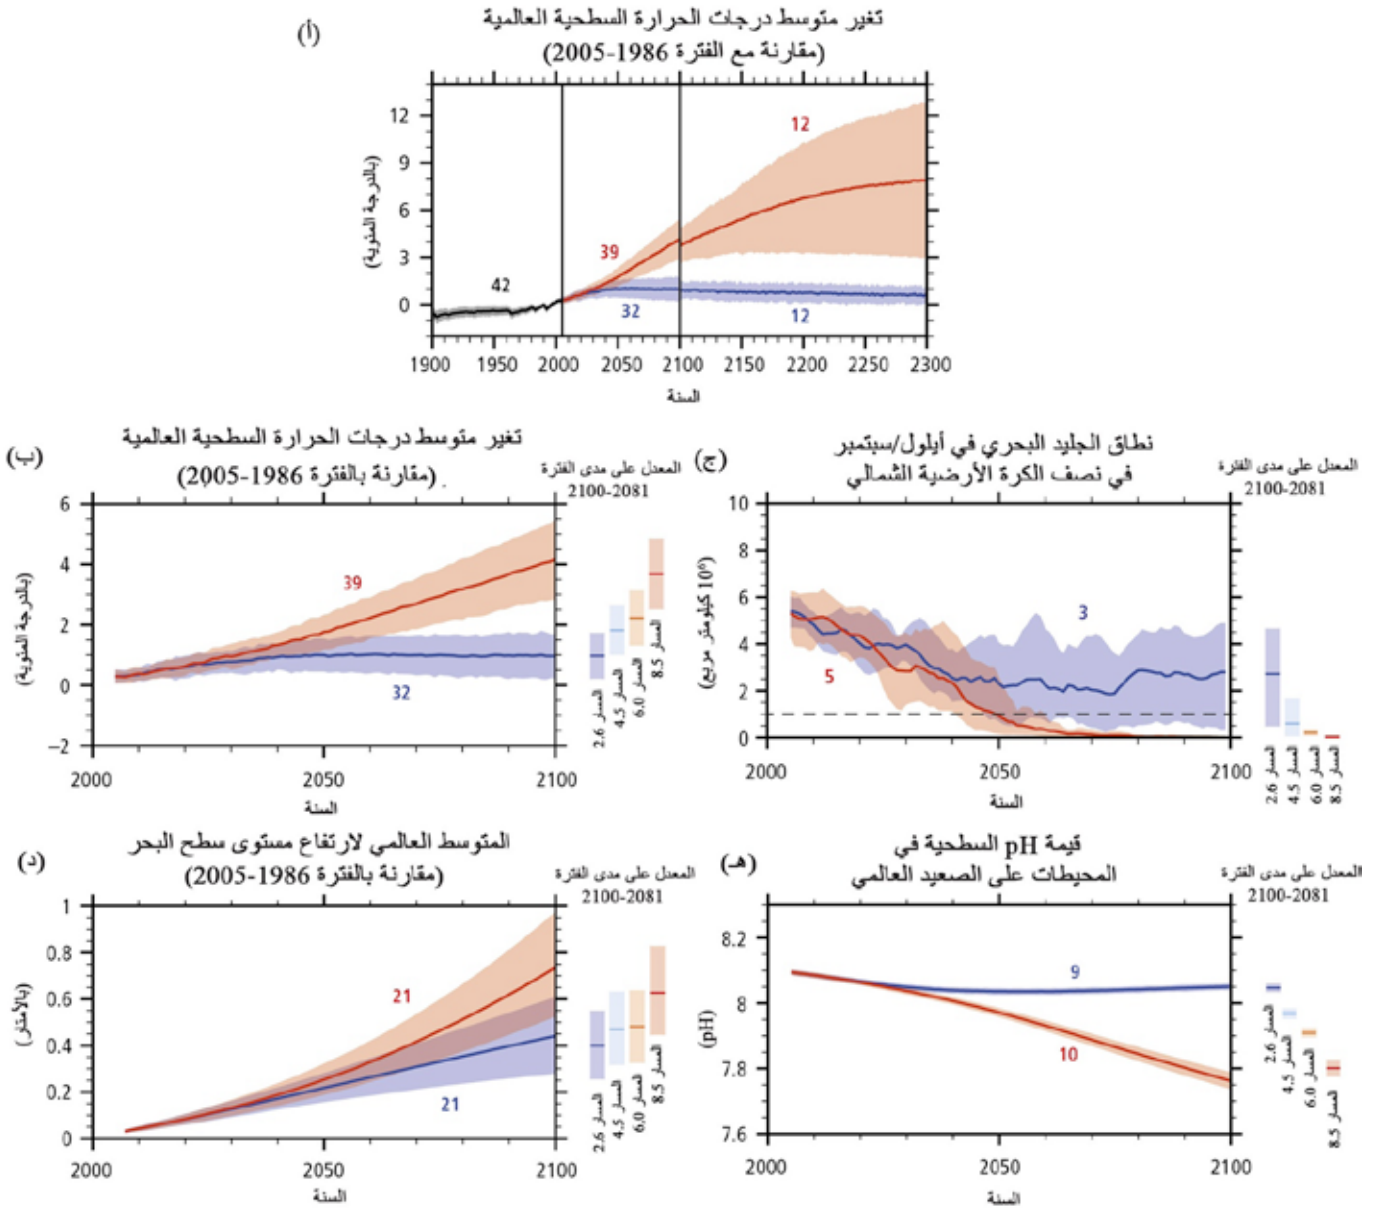 (أ)
تغير متوسط درجات الحرارة السطحية العالمية
(مقارنة مع الفترة 1986-2005)
(بالدرجة المئوية)
12
9
6
3
0
42
39
32
12
12
1900 1950 2000 2050 2100 2150 2200 2250 2300
السنة
(ب)
تغير متوسط درجات الحرارة السطحية العالمية
(مقارنة بالفترة 1986-2005)
المعدل على مدى الفترة
2081-2100
(بالدرجة المئوية)
6
4
2
0
−2
39
32
2000 2050 2100
السنة
المسار 2.6
المسار 4.5
المسار 6.0
المسار 8.5
(ج)
نطاق الجليد البحري في أيلول/سبتمبر
في نصف الكرة الأرضية الشمالي
المعدل على مدى الفترة
2081-2100
(10⁶ كيلومتر مربع)
10
8
6
4
2
0
3
5
2000 2050 2100
السنة
المسار 2.6
المسار 4.5
المسار 6.0
المسار 8.5
(د)
المتوسط العالمي لارتفاع مستوى سطح البحر
(مقارنة بالفترة 1986-2005)
المعدل على مدى الفترة
2081-2100
(بالأمتار)
1
0.8
0.6
0.4
0.2
0
21
21
2000 2050 2100
السنة
المسار 2.6
المسار 4.5
المسار 6.0
المسار 8.5
(هـ)
قيمة pH السطحية في
المحيطات على الصعيد العالمي
المعدل على مدى الفترة
2081-2100
(pH)
8.2
8
7.8
7.6
9
10
2000 2050 2100
السنة
المسار 2.6
المسار 4.5
المسار 6.0
المسار 8.5